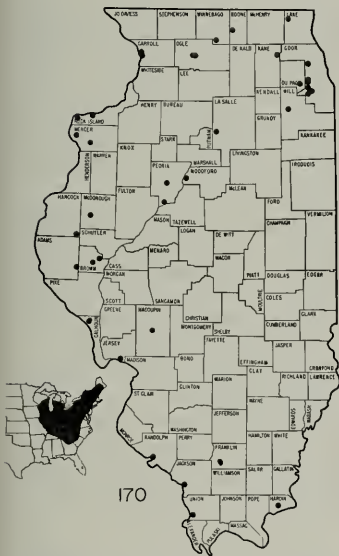 JO DAVIESS STEPHENSON WINNEBAGO BOONE McHENRY LAKE
CARROLL OGLE DE KALB KANE COOK
WHITESIDE LEE DU PAGE
KENDALL WILL
ROCK ISLAND HENRY BUREAU LA SALLE GRUNDY
MERCER PUTNAM KANKAKEE
HENDERSON WARREN KNOX STARK MARSHALL LIVINGSTON
PEORIA WOODFORD IROQUOIS
HANCOCK McDONOUGH FULTON McLEAN FORD
MASON TAZEWELL VERMILION
ADAMS SCHUYLER LOGAN DE WITT CHAMPAIGN
BROWN CASS MENARD PIATT
MORGAN MACON DOUGLAS EDGAR
PIKE SCOTT SANGAMON MOULTRIE COLES
GREENE MACOUPIN CHRISTIAN SHELBY CLARK
CALHOUN MONTGOMERY CUMBERLAND
JERSEY FAYETTE JASPER
MADISON BOND EFFINGHAM CRAWFORD
CLAY RICHLAND LAWRENCE
ST CLAIR CLINTON MARION
MONROE WASHINGTON JEFFERSON WAYNE EDWARDS WABASH
RANDOLPH PERRY HAMILTON WHITE
FRANKLIN
JACKSON WILLIAMSON SALINE GALLATIN
170
UNION JOHNSON POPE HARDIN
ALEXANDER PULASKI MASSAC